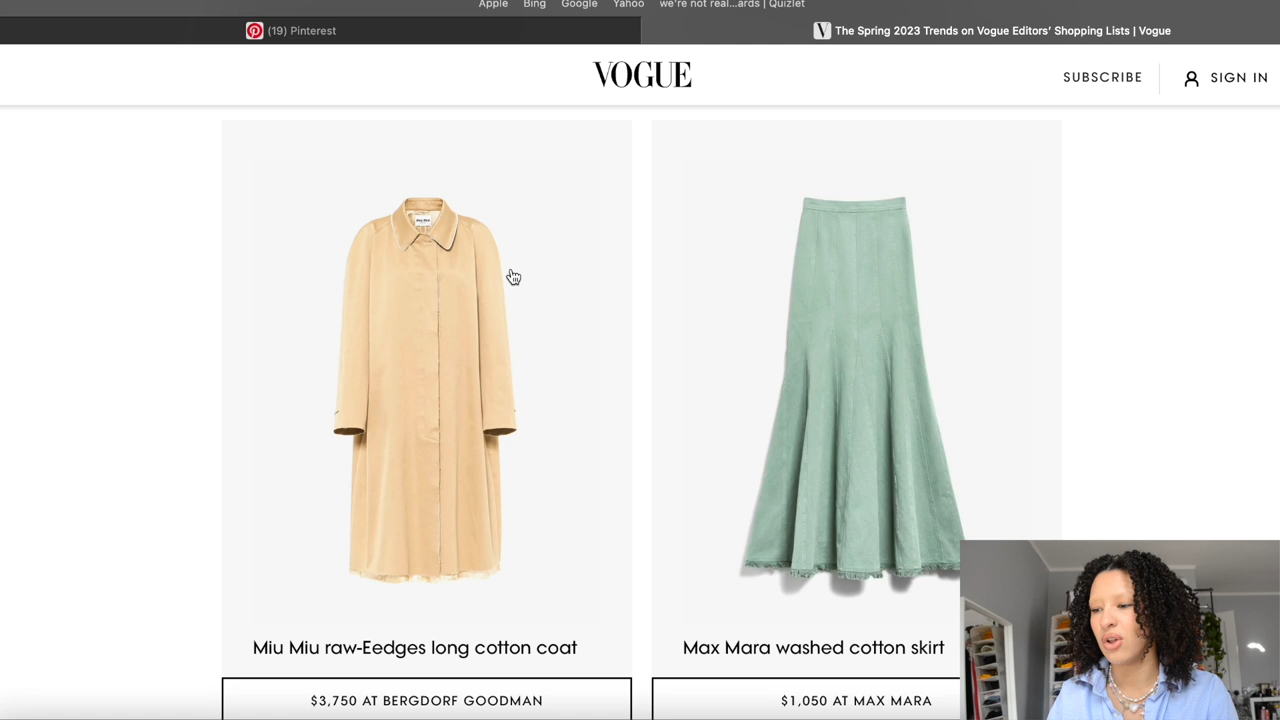 Apple Bing Google Yahoo we're not real...ards | Quizlet
(19) Pinterest
V The Spring 2023 Trends on Vogue Editors' Shopping Lists | Vogue
VOGUE
SUBSCRIBE
SIGN IN
miu miu
Miu Miu raw-Eedges long cotton coat
Max Mara washed cotton skirt
$3,750 AT BERGDORF GOODMAN
$1,050 AT MAX MARA